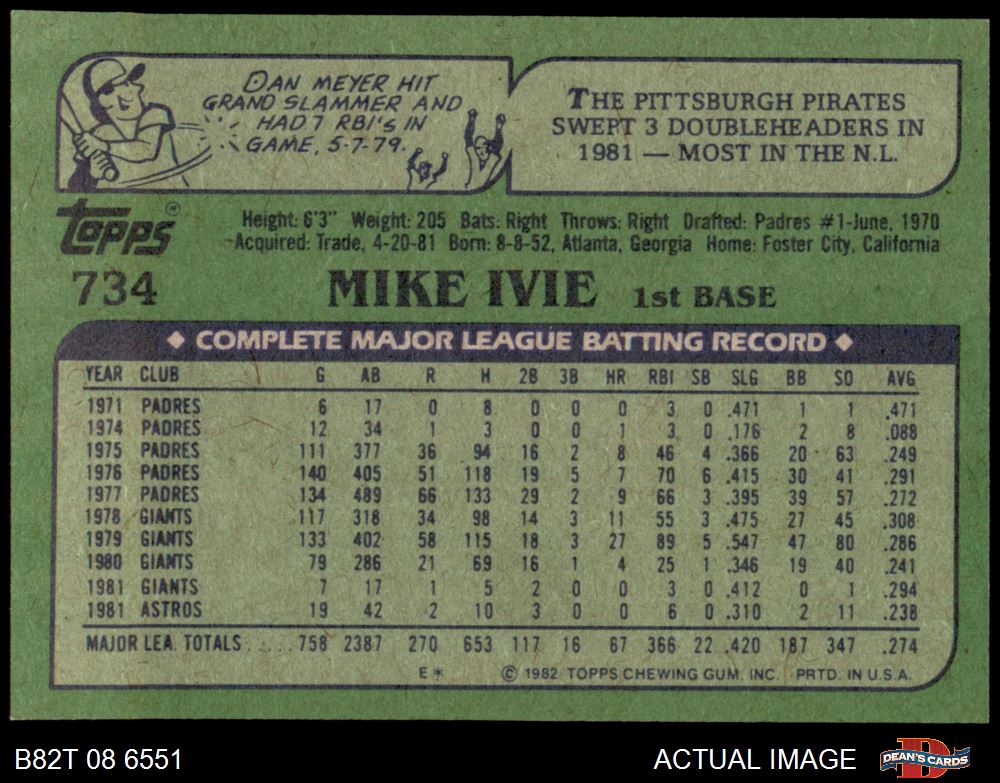 DAN MEYER HIT
GRAND SLAMMER AND
HAD 7 RBI'S IN
GAME, 5-7-79.
THE PITTSBURGH PIRATES
SWEPT 3 DOUBLEHEADERS IN
1981 — MOST IN THE N.L.
topps®
Height: 6'3" Weight: 205 Bats: Right Throws: Right Drafted: Padres #1-June, 1970
Acquired: Trade, 4-20-81 Born: 8-8-52, Atlanta, Georgia Home: Foster City, California
734 MIKE IVIE 1st BASE
◆ COMPLETE MAJOR LEAGUE BATTING RECORD ◆
YEAR CLUB G AB R H 2B 3B HR RBI SB SLG BB SO AVG
1971 PADRES 6 17 0 8 0 0 0 3 0 .471 1 1 .471
1974 PADRES 12 34 1 3 0 0 1 3 0 .176 2 8 .088
1975 PADRES 111 377 36 94 16 2 8 46 4 .366 20 63 .249
1976 PADRES 140 405 51 118 19 5 7 70 6 .415 30 41 .291
1977 PADRES 134 489 66 133 29 2 9 66 3 .395 39 57 .272
1978 GIANTS 117 318 34 98 14 3 11 55 3 .475 27 45 .308
1979 GIANTS 133 402 58 115 18 3 27 89 5 .547 47 80 .286
1980 GIANTS 79 286 21 69 16 1 4 25 1 .346 19 40 .241
1981 GIANTS 7 17 1 5 2 0 0 3 0 .412 0 1 .294
1981 ASTROS 19 42 2 10 3 0 0 6 0 .310 2 11 .238
MAJOR LEA. TOTALS ..... 758 2387 270 653 117 16 67 366 22 .420 187 347 .274
E* © 1982 TOPPS CHEWING GUM, INC. PRTD. IN U.S.A.
B82T 08 6551 ACTUAL IMAGE DEAN'S CARDS